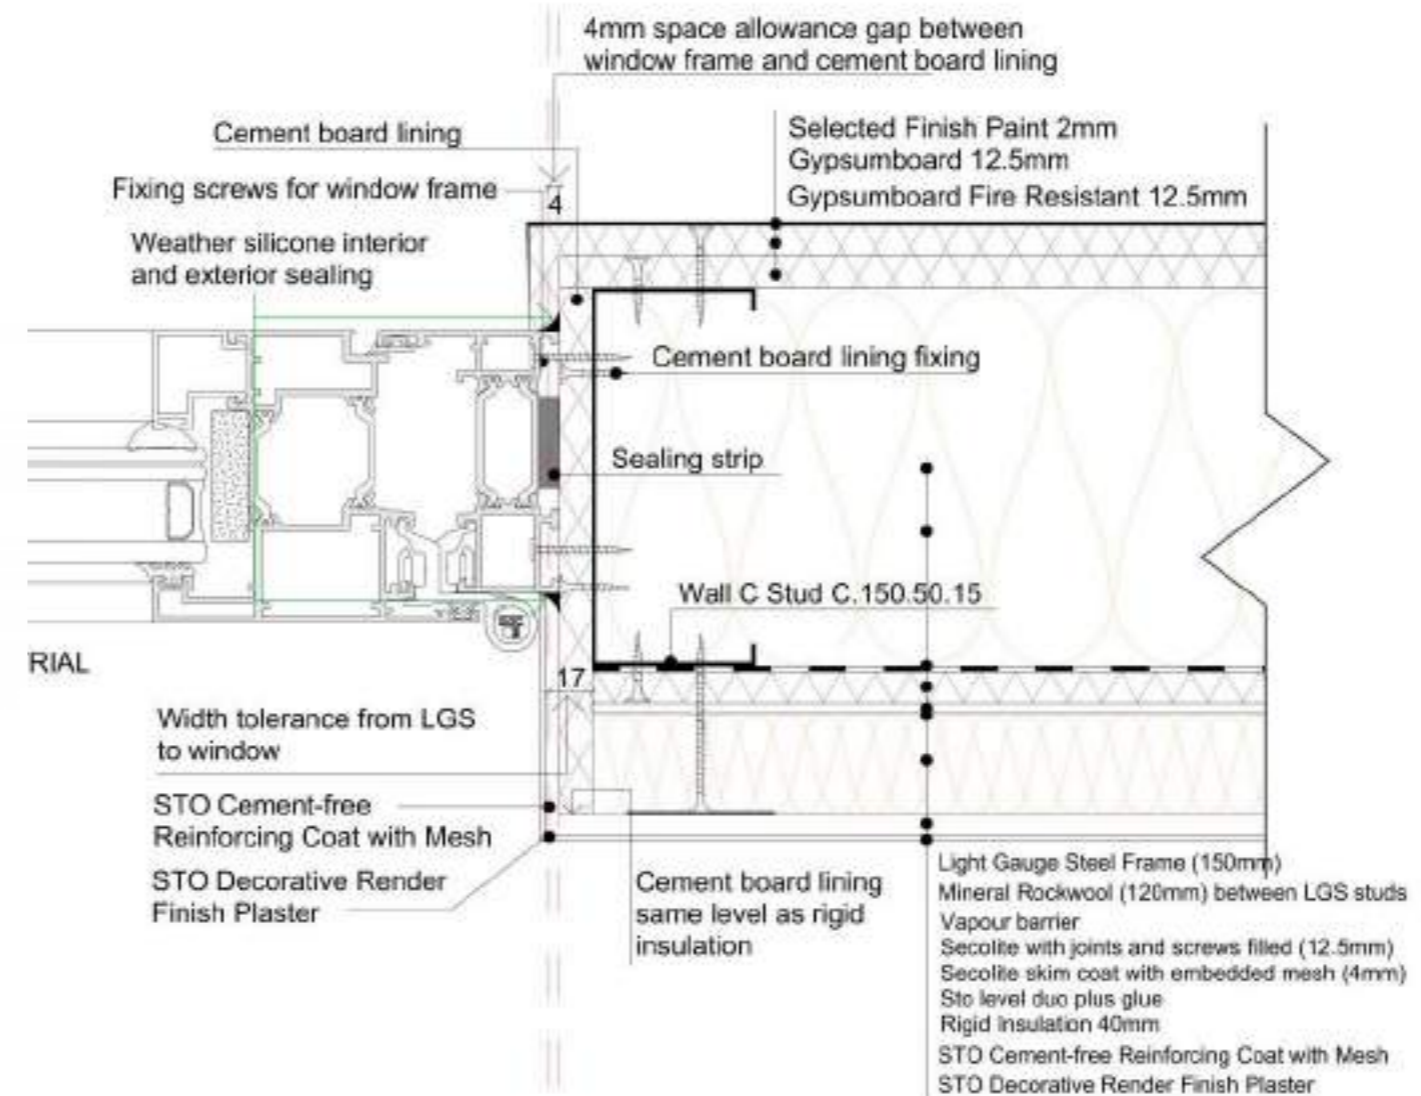 4mm space allowance gap between
window frame and cement board lining
Cement board lining
Selected Finish Paint 2mm
Gypsumboard 12.5mm
Gypsumboard Fire Resistant 12.5mm
Fixing screws for window frame
4
Weather silicone interior
and exterior sealing
Cement board lining fixing
Sealing strip
Wall C Stud C.150.50.15
RIAL
17
Width tolerance from LGS
to window
STO Cement-free
Reinforcing Coat with Mesh
STO Decorative Render
Finish Plaster
Cement board lining
same level as rigid
insulation
Light Gauge Steel Frame (150mm)
Mineral Rockwool (120mm) between LGS studs
Vapour barrier
Secolite with joints and screws filled (12.5mm)
Secolite skim coat with embedded mesh (4mm)
Sto level duo plus glue
Rigid Insulation 40mm
STO Cement-free Reinforcing Coat with Mesh
STO Decorative Render Finish Plaster